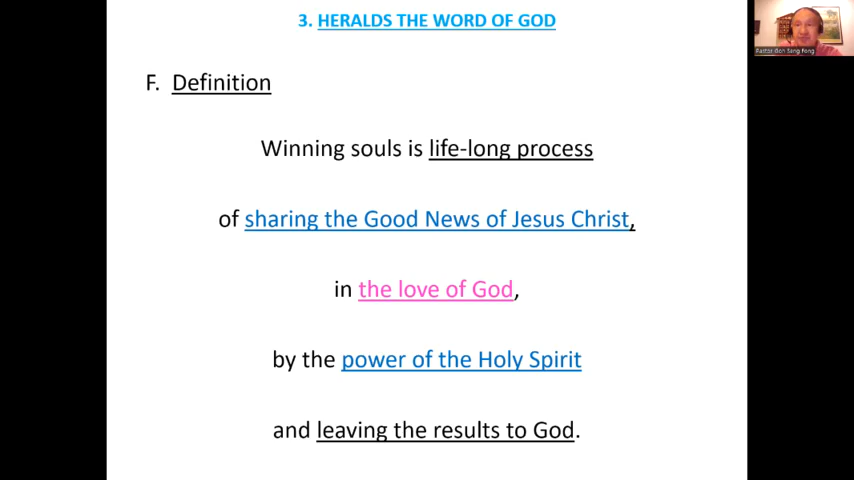 3. HERALDS THE WORD OF GOD
F. Definition
Winning souls is life-long process
of sharing the Good News of Jesus Christ,
in the love of God,
by the power of the Holy Spirit
and leaving the results to God.